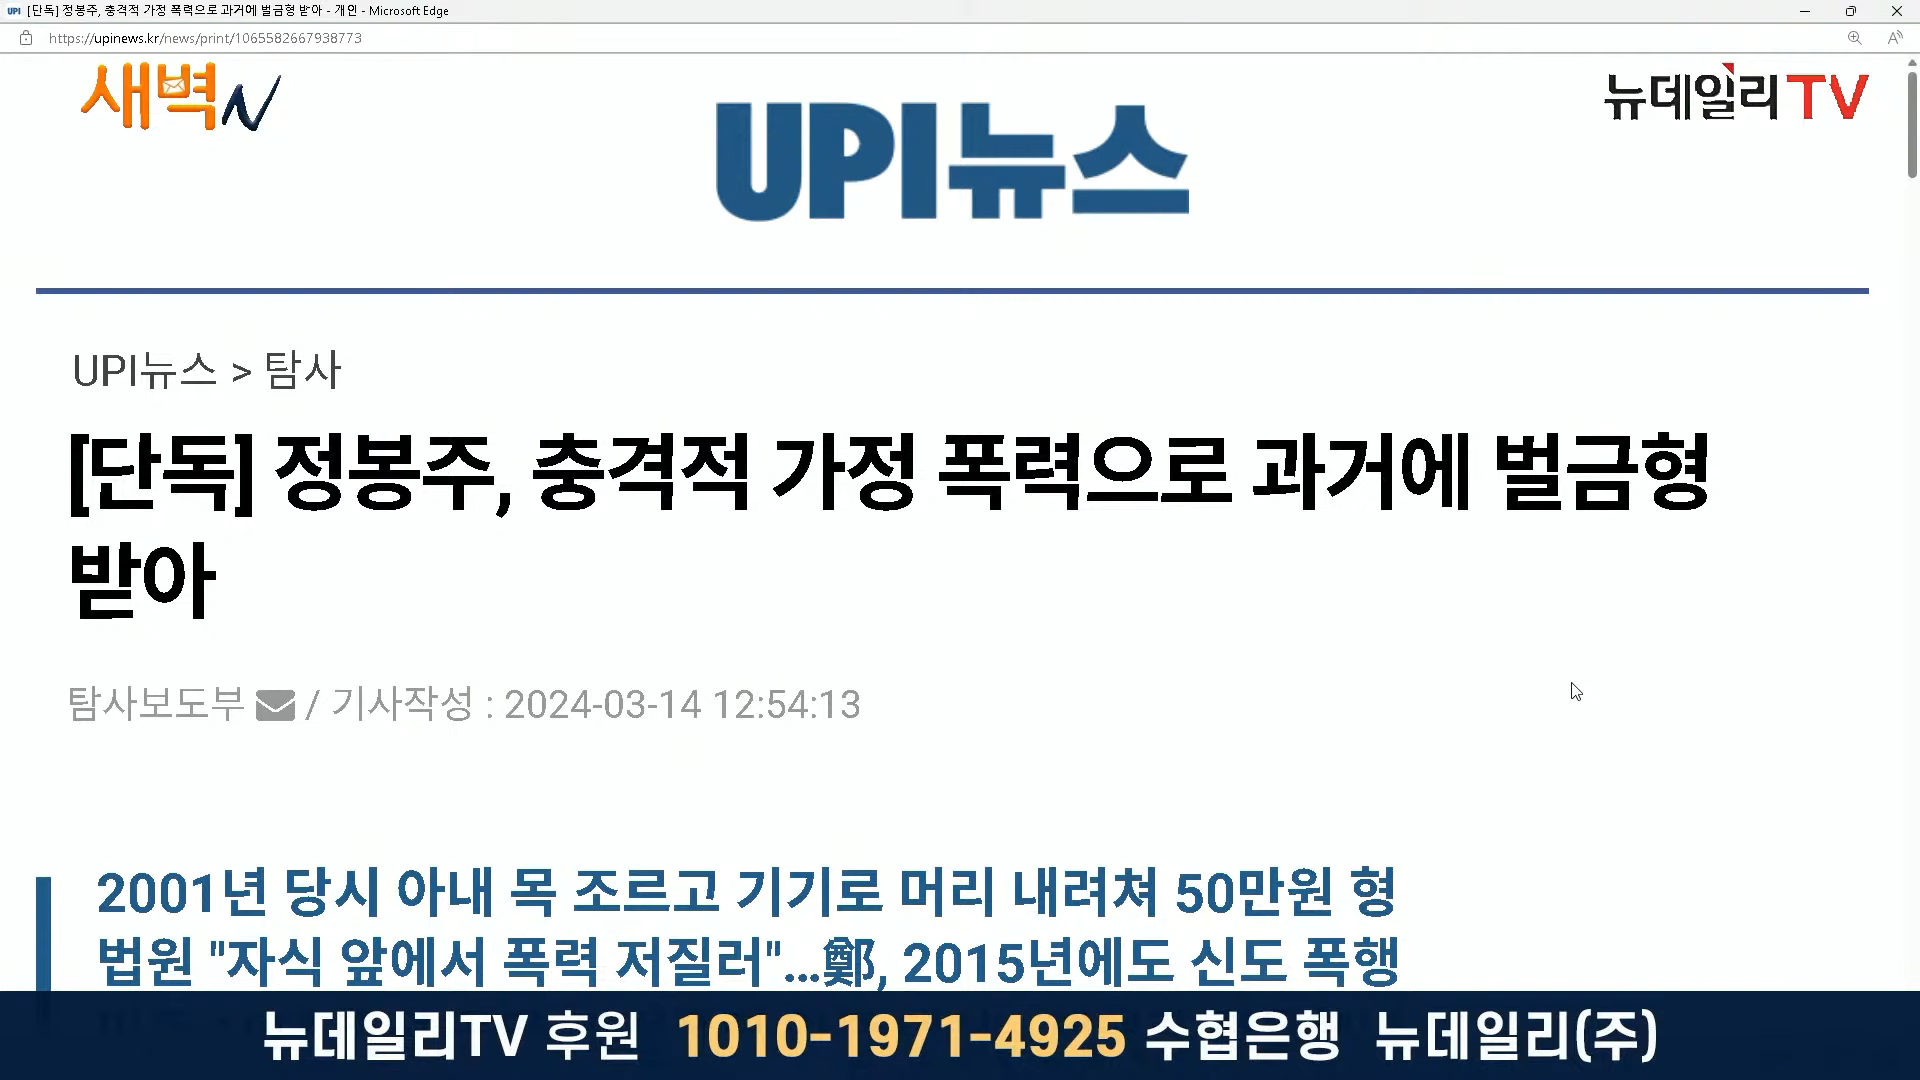 UPI [단독] 정봉주, 충격적 가정 폭력으로 과거에 벌금형 받아 - 개인 - Microsoft Edge
https://upinews.kr/news/print/1065582667938773
새벽N
뉴데일리TV
UPI뉴스
UPI뉴스 > 탐사
[단독] 정봉주, 충격적 가정 폭력으로 과거에 벌금형
받아
탐사보도부 / 기사작성 : 2024-03-14 12:54:13
2001년 당시 아내 목 조르고 기기로 머리 내려쳐 50만원 형
법원 "자식 앞에서 폭력 저질러"...鄭, 2015년에도 신도 폭행
뉴데일리TV 후원 1010-1971-4925 수협은행 뉴데일리(주)